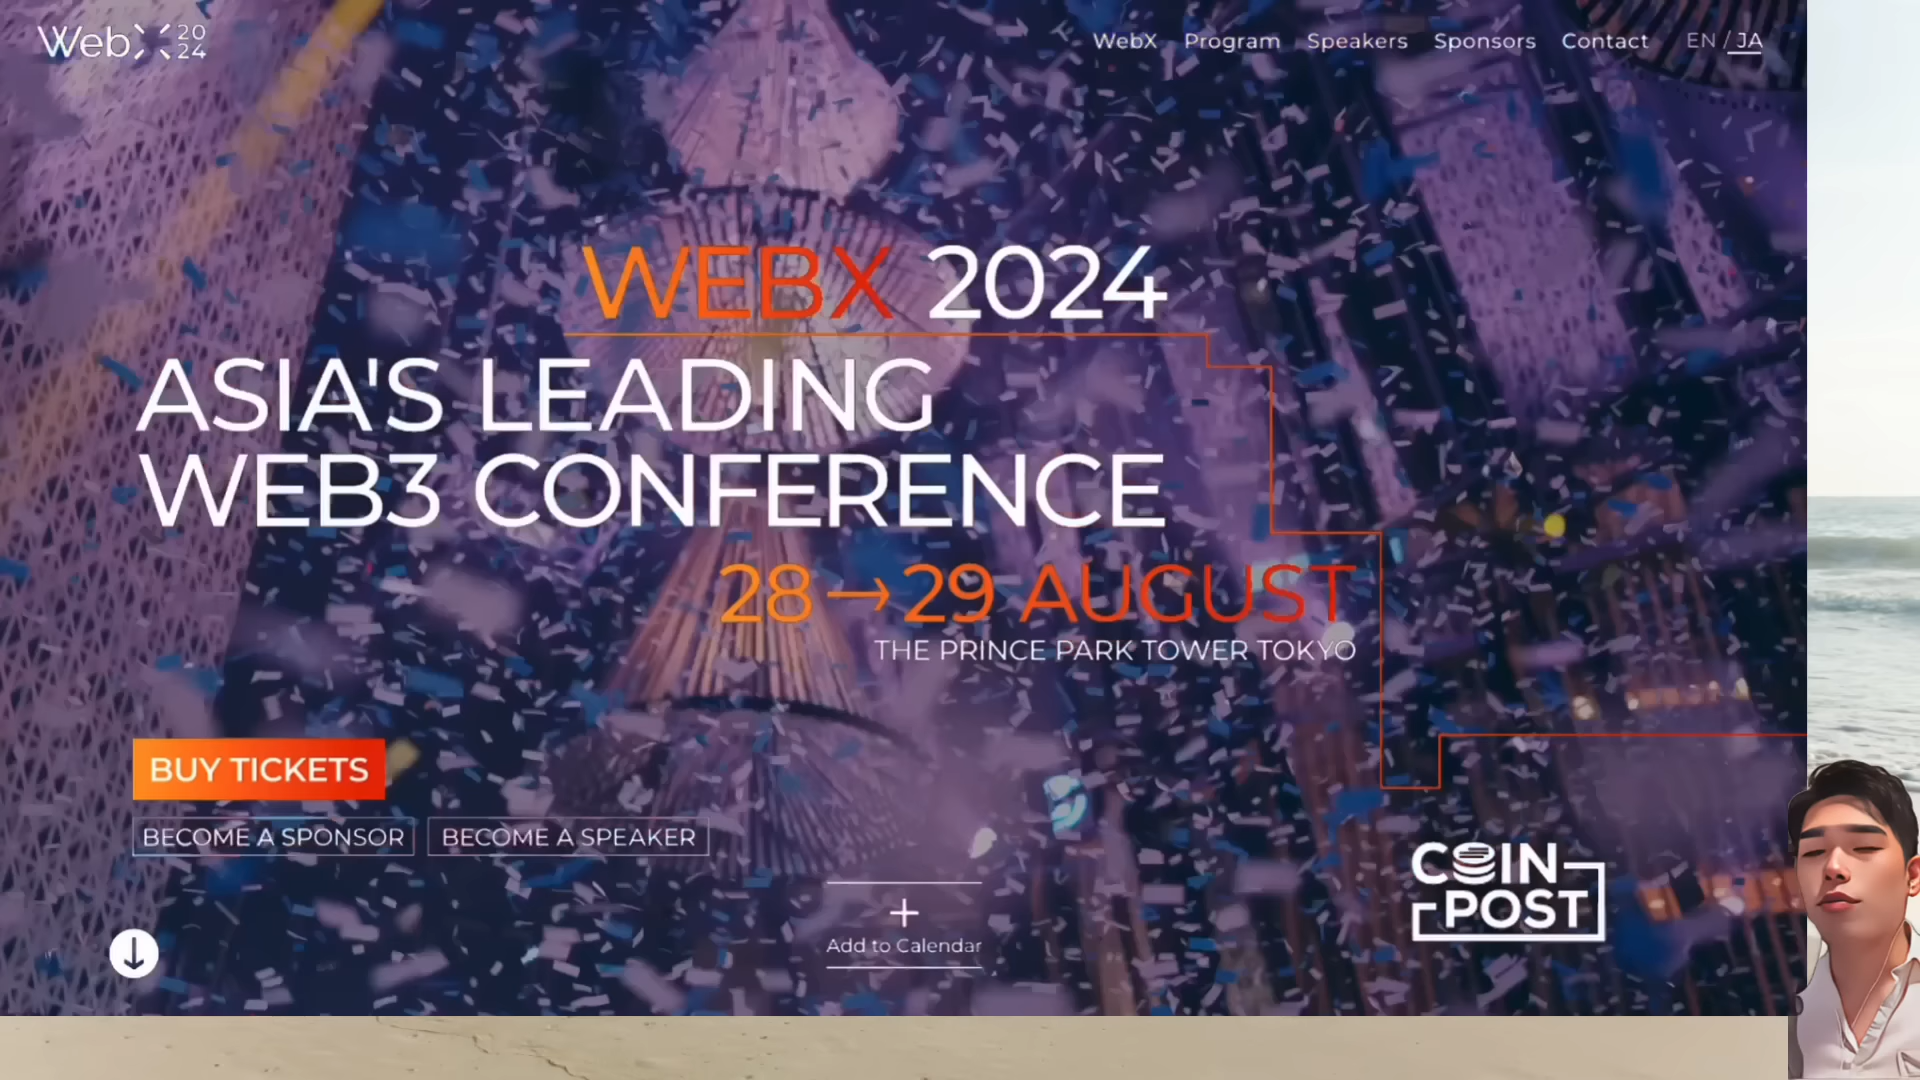 Web 20 24
WebX Program Speakers Sponsors Contact EN / JA
WEBX 2024
ASIA'S LEADING
WEB3 CONFERENCE
28→29 AUGUST
THE PRINCE PARK TOWER TOKYO
BUY TICKETS
BECOME A SPONSOR BECOME A SPEAKER
+
Add to Calendar
COIN
POST